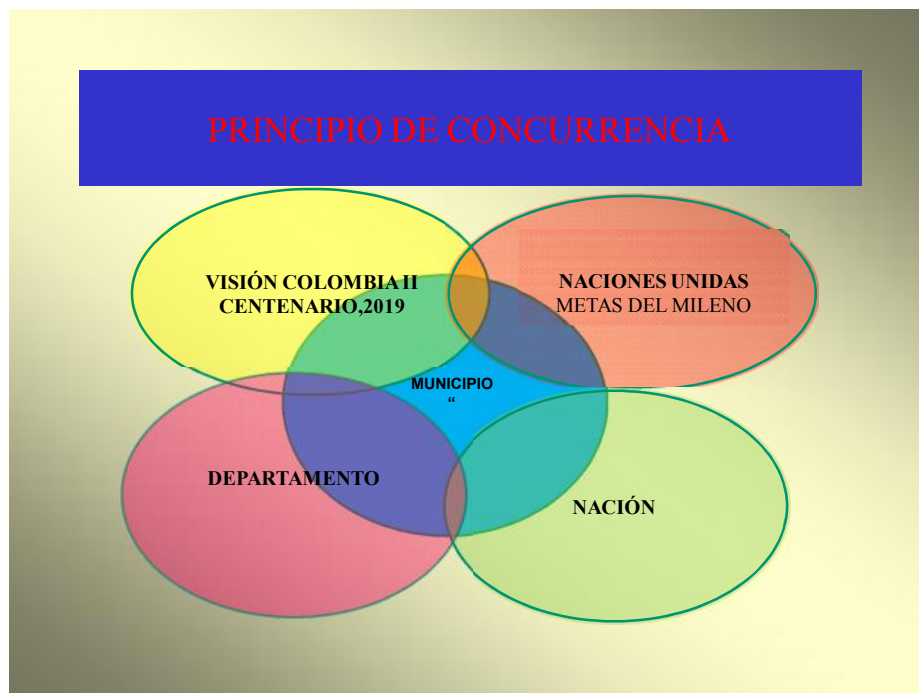 PRINCIPIO DE CONCURRENCIA
VISIÓN COLOMBIA II
CENTENARIO,2019
NACIONES UNIDAS
METAS DEL MILENO
MUNICIPIO
“
DEPARTAMENTO
NACIÓN